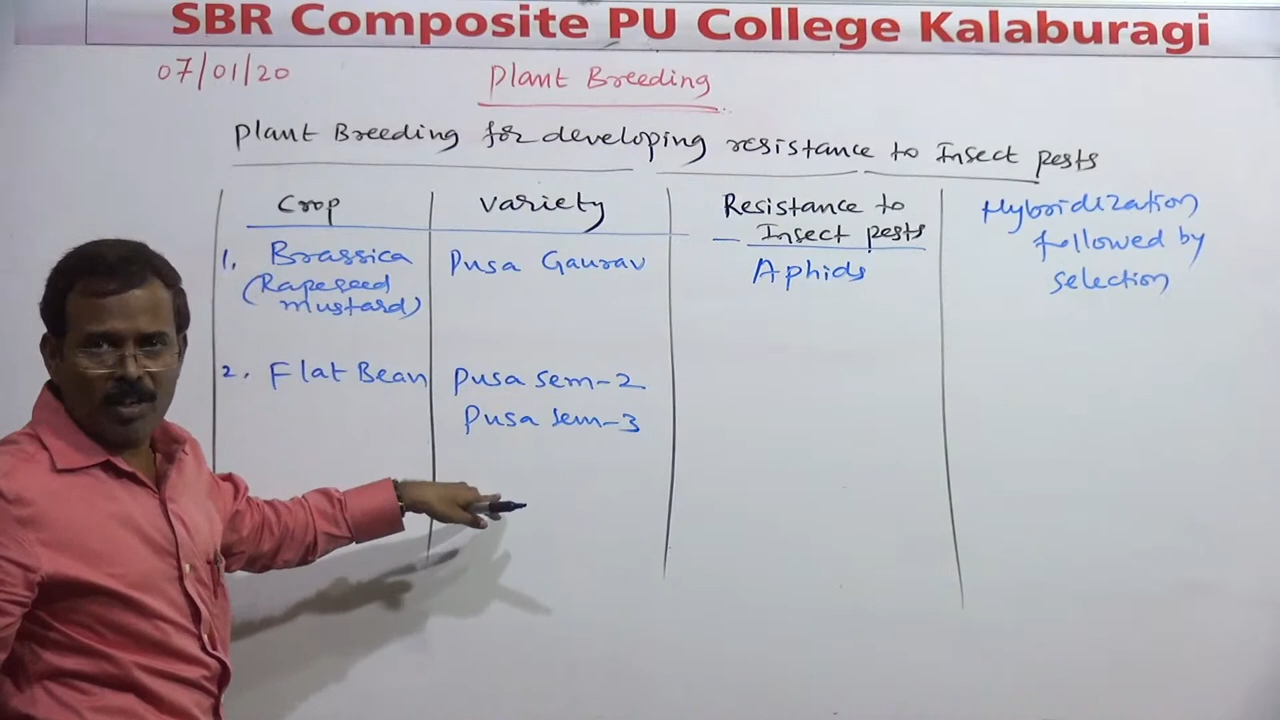 SBR Composite PU College Kalaburagi
07/01/20
Plant Breeding
Plant Breeding for developing resistance to Insect pests
Crop
Variety
Resistance to
Insect pests
Hybridization
followed by
selection
1. Brassica
(Rapeseed
mustard)
Pusa Gaurav
Aphids
2. Flat Bean
Pusa Sem-2
Pusa Sem-3